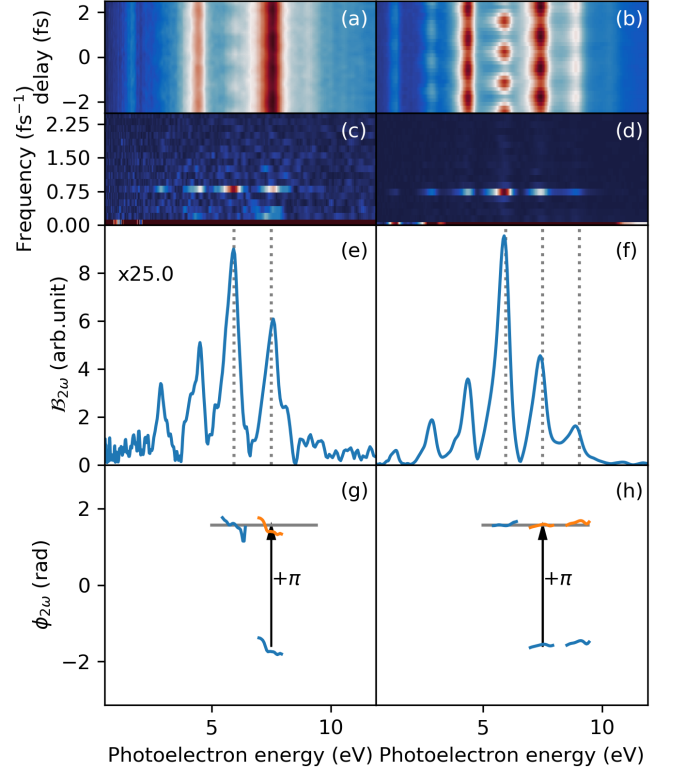 (a) (b)
2
0
−2
delay (fs)
(c) (d)
2.25
1.50
0.75
0.00
Frequency (fs⁻¹)
(e) (f)
x25.0
8
6
4
2
0
ℬ₂ω (arb.unit)
(g) (h)
2
0
−2
+π +π
ϕ₂ω (rad)
5 10 5 10
Photoelectron energy (eV) Photoelectron energy (eV)